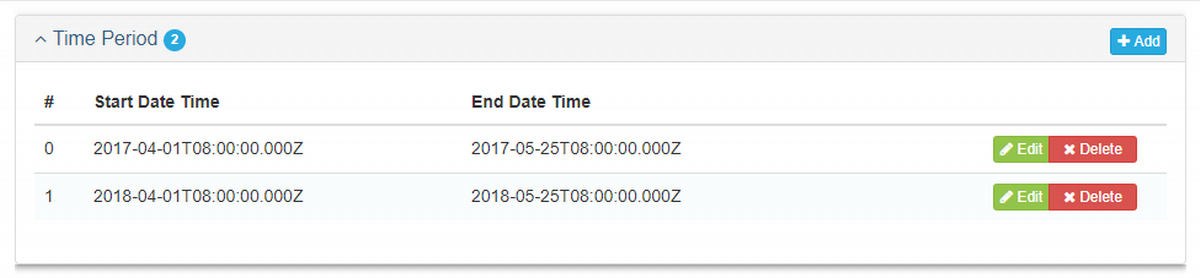 Time Period 2 Add
# Start Date Time End Date Time
0 2017-04-01T08:00:00.000Z 2017-05-25T08:00:00.000Z Edit Delete
1 2018-04-01T08:00:00.000Z 2018-05-25T08:00:00.000Z Edit Delete